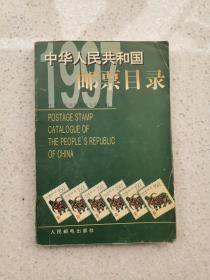 1997
中华人民共和国
邮票目录
POSTAGE STAMP
CATALOGUE OF
THE PEOPLE'S REPUBLIC
OF CHINA
人民邮电出版社